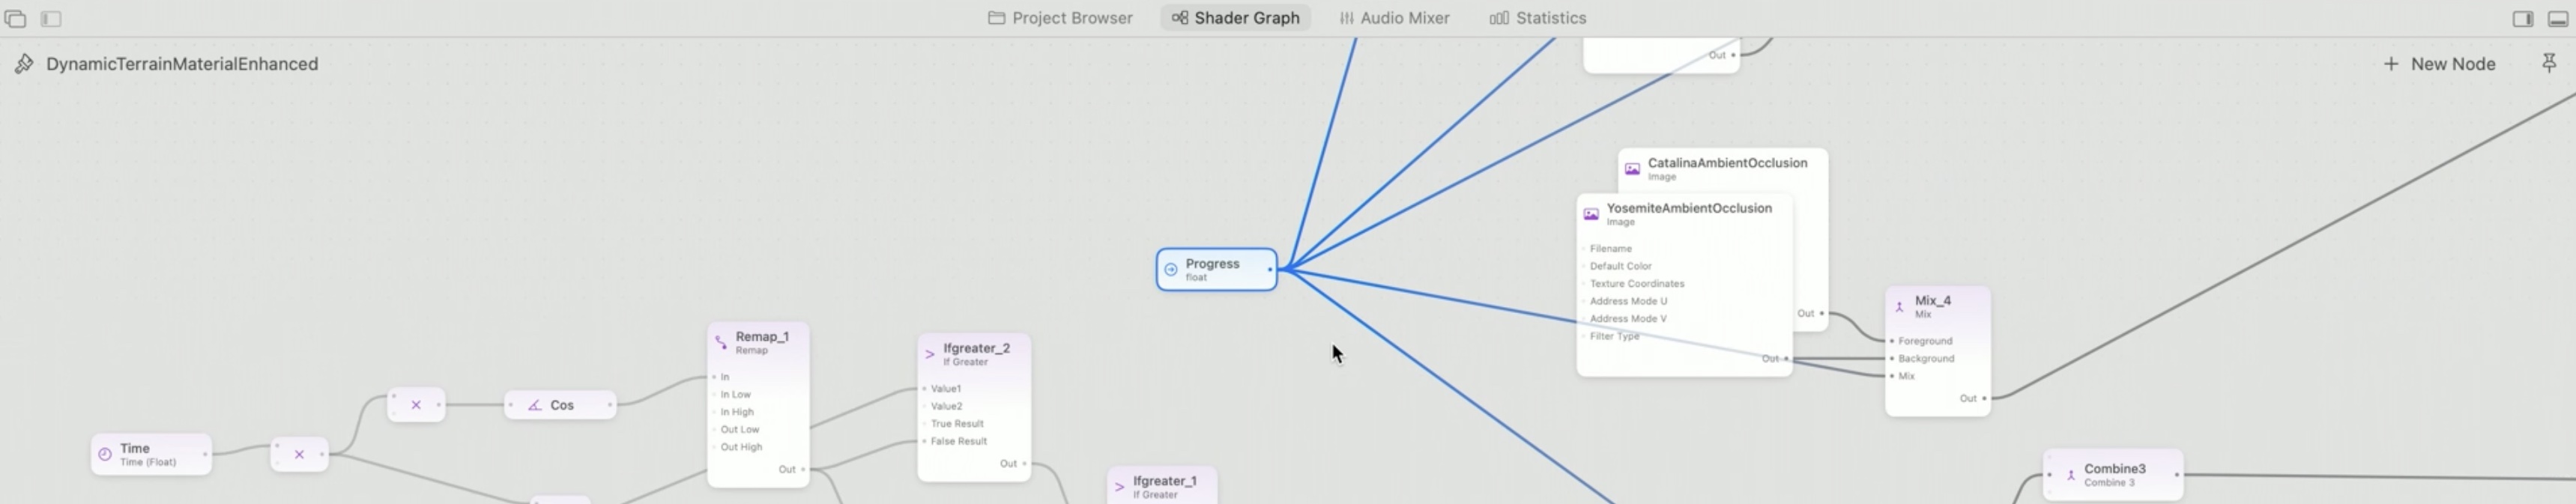 Project Browser
Shader Graph
Audio Mixer
Statistics
DynamicTerrainMaterialEnhanced
New Node
Out
CatalinaAmbientOcclusion
Image
YosemiteAmbientOcclusion
Image
Filename
Default Color
Texture Coordinates
Address Mode U
Address Mode V
Filter Type
Out
Out
Progress
float
Mix_4
Mix
Foreground
Background
Mix
Out
Remap_1
Remap
In
In Low
In High
Out Low
Out High
Out
Ifgreater_2
If Greater
Value1
Value2
True Result
False Result
Out
Cos
Time
Time (Float)
Ifgreater_1
If Greater
Combine3
Combine 3